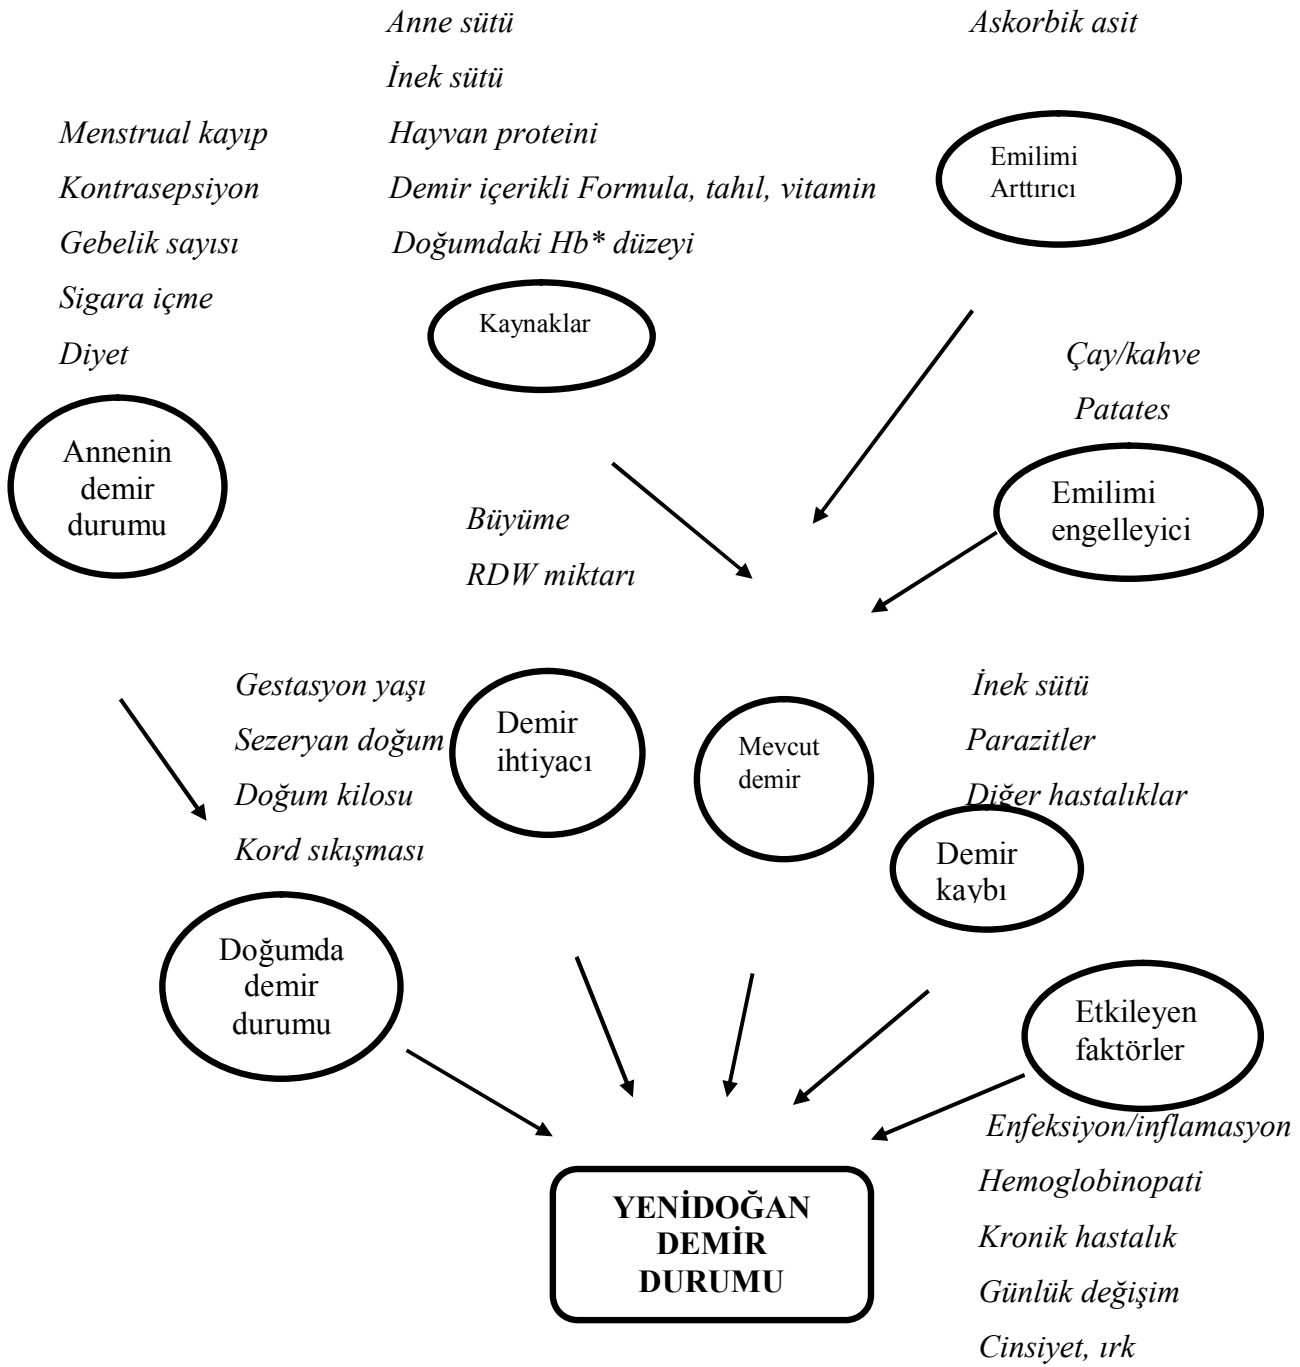 Anne sütü
Askorbik asit
İnek sütü
Menstrual kayıp
Hayvan proteini
Emilimi
Arttırıcı
Kontrasepsiyon
Demir içerikli Formula, tahıl, vitamin
Gebelik sayısı
Doğumdaki Hb* düzeyi
Sigara içme
Diyet
Kaynaklar
Çay/kahve
Patates
Annenin
demir
durumu
Emilimi
engelleyici
Büyüme
RDW miktarı
Gestasyon yaşı
Sezeryan doğum
Doğum kilosu
Kord sıkışması
Demir
ihtiyacı
Mevcut
demir
İnek sütü
Parazitler
Diğer hastalıklar
Demir
kaybı
Doğumda
demir
durumu
Etkileyen
faktörler
Enfeksiyon/inflamasyon
Hemoglobinopati
Kronik hastalık
Günlük değişim
Cinsiyet, ırk
YENİDOĞAN
DEMİR
DURUMU